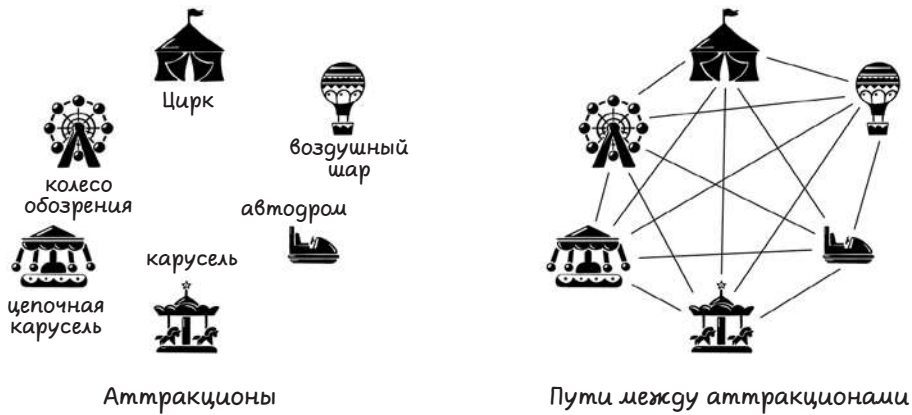 Цирк
воздушный
шар
колесо
обозрения
автодром
карусель
цепочная
карусель
Аттракционы
Пути между аттракционами